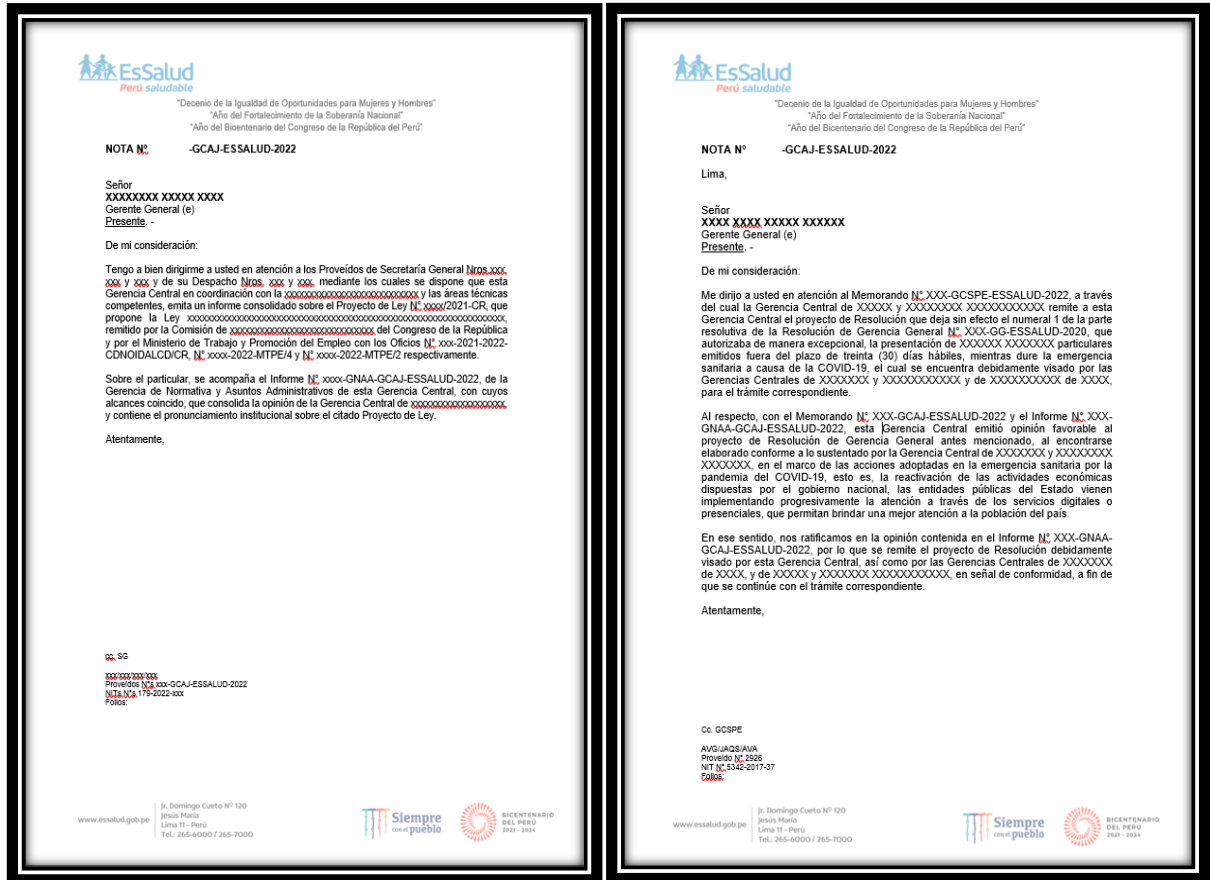 EsSalud
Perú saludable
"Decenio de la Igualdad de Oportunidades para Mujeres y Hombres"
"Año del Fortalecimiento de la Soberanía Nacional"
"Año del Bicentenario del Congreso de la República del Perú"
NOTA N° -GCAJ-ESSALUD-2022
Señor
XXXXXXXX XXXXX XXXX
Gerente General (e)
Presente. -
De mi consideración:
Tengo a bien dirigirme a usted en atención a los Proveídos de Secretaría General Nros xxx,
xxx y xxx y de su Despacho Nros. xxx y xxx, mediante los cuales se dispone que esta
Gerencia Central en coordinación con la xxxxxxxxxxxxxxxxxxxxxxxxxxx y las áreas técnicas
competentes, emita un informe consolidado sobre el Proyecto de Ley N° xxxx/2021-CR, que
propone la Ley xxxxxxxxxxxxxxxxxxxxxxxxxxxxxxxxxxxxxxxxxxxxxxxxxxxxxxxxxxxxxxxx,
remitido por la Comisión de xxxxxxxxxxxxxxxxxxxxxxxxxxxxx del Congreso de la República
y por el Ministerio de Trabajo y Promoción del Empleo con los Oficios N° xxx-2021-2022-
CDNOIDALCD/CR, N° xxxx-2022-MTPE/4 y N° xxxx-2022-MTPE/2 respectivamente.
Sobre el particular, se acompaña el Informe N° xxxx-GNAA-GCAJ-ESSALUD-2022, de la
Gerencia de Normativa y Asuntos Administrativos de esta Gerencia Central, con cuyos
alcances coincido, que consolida la opinión de la Gerencia Central de xxxxxxxxxxxxxxxxxxx,
y contiene el pronunciamiento institucional sobre el citado Proyecto de Ley.
Atentamente,
cc. SG
xxx/xxx/xxx/xxx
Proveídos N°s xxx-GCAJ-ESSALUD-2022
NITs N°s 179-2022-xxx
Folios:
www.essalud.gob.pe
Jr. Domingo Cueto Nº 120
Jesús María
Lima 11 – Perú
Tel.: 265-6000 / 265-7000
Siempre
con el pueblo
BICENTENARIO
DEL PERÚ
2021 - 2024
EsSalud
Perú saludable
"Decenio de la Igualdad de Oportunidades para Mujeres y Hombres"
"Año del Fortalecimiento de la Soberanía Nacional"
"Año del Bicentenario del Congreso de la República del Perú"
NOTA N° -GCAJ-ESSALUD-2022
Lima,
Señor
XXXX XXXX XXXXX XXXXXX
Gerente General (e)
Presente. -
De mi consideración:
Me dirijo a usted en atención al Memorando N° XXX-GCSPE-ESSALUD-2022, a través
del cual la Gerencia Central de XXXXX y XXXXXXXX XXXXXXXXXXX remite a esta
Gerencia Central el proyecto de Resolución que deja sin efecto el numeral 1 de la parte
resolutiva de la Resolución de Gerencia General N° XXX-GG-ESSALUD-2020, que
autorizaba de manera excepcional, la presentación de XXXXXX XXXXXXX particulares
emitidos fuera del plazo de treinta (30) días hábiles, mientras dure la emergencia
sanitaria a causa de la COVID-19, el cual se encuentra debidamente visado por las
Gerencias Centrales de XXXXXXX y XXXXXXXXXXX y de XXXXXXXXXX de XXXX,
para el trámite correspondiente.
Al respecto, con el Memorando N° XXX-GCAJ-ESSALUD-2022 y el Informe N° XXX-
GNAA-GCAJ-ESSALUD-2022, esta Gerencia Central emitió opinión favorable al
proyecto de Resolución de Gerencia General antes mencionado, al encontrarse
elaborado conforme a lo sustentado por la Gerencia Central de XXXXXXX y XXXXXXXX
XXXXXXX, en el marco de las acciones adoptadas en la emergencia sanitaria por la
pandemia del COVID-19, esto es, la reactivación de las actividades económicas
dispuestas por el gobierno nacional, las entidades públicas del Estado vienen
implementando progresivamente la atención a través de los servicios digitales o
presenciales, que permitan brindar una mejor atención a la población del país.
En ese sentido, nos ratificamos en la opinión contenida en el Informe N° XXX-GNAA-
GCAJ-ESSALUD-2022, por lo que se remite el proyecto de Resolución debidamente
visado por esta Gerencia Central, así como por las Gerencias Centrales de XXXXXXX
de XXXX, y de XXXXX y XXXXXXX XXXXXXXXXXX, en señal de conformidad, a fin de
que se continúe con el trámite correspondiente.
Atentamente,
Cc. GCSPE
AVG/JAQS/AVA
Proveído N° 2926
NIT N° 5342-2017-37
Folios:
www.essalud.gob.pe
Jr. Domingo Cueto Nº 120
Jesús María
Lima 11 – Perú
Tel.: 265-6000 / 265-7000
Siempre
con el pueblo
BICENTENARIO
DEL PERÚ
2021 - 2024